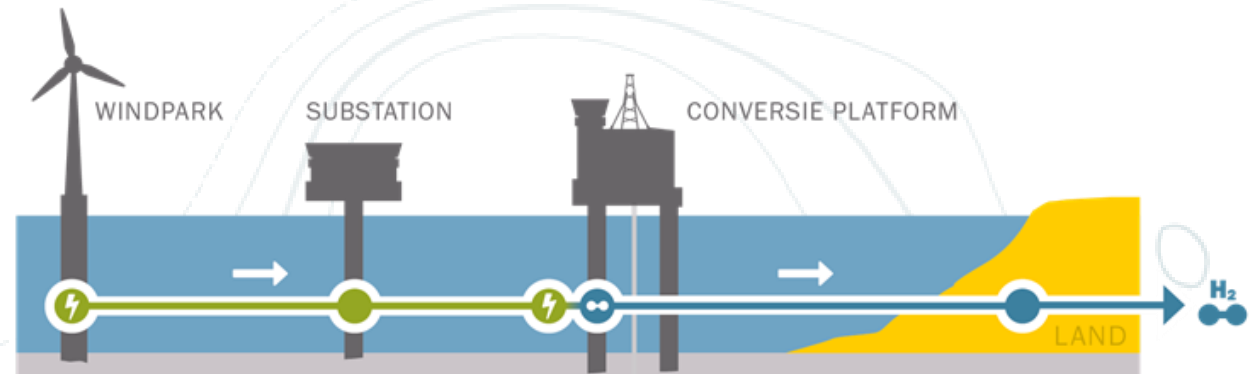 WINDPARK
SUBSTATION
CONVERSIE PLATFORM
H₂
LAND